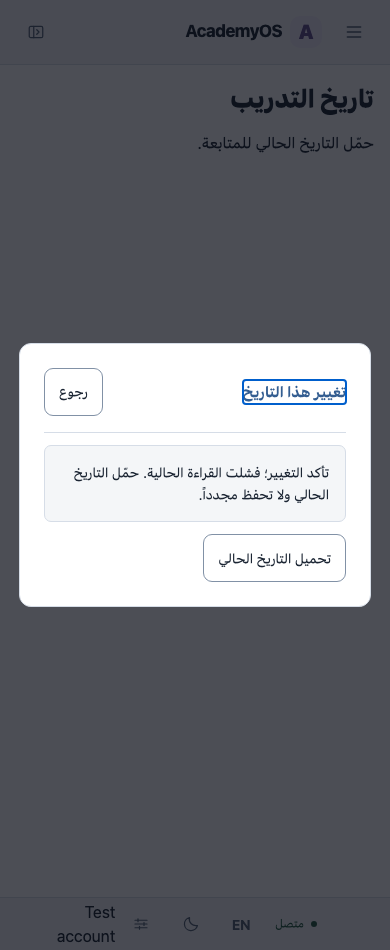 A AcademyOS
تاريخ التدريب
حمّل التاريخ الحالي للمتابعة.
تغيير هذا التاريخ
رجوع
تأكد التغيير؛ فشلت القراءة الحالية. حمّل التاريخ
الحالي ولا تحفظ مجدداً.
تحميل التاريخ الحالي
متصل
EN
Test
account